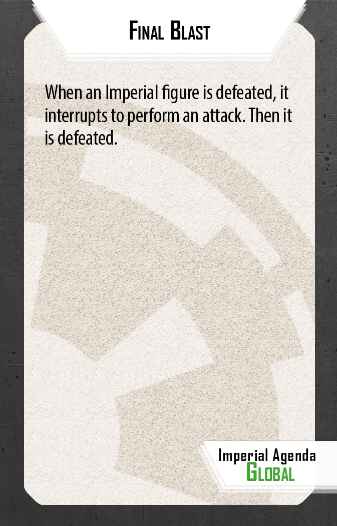 Final Blast
When an Imperial figure is defeated, it
interrupts to perform an attack. Then it
is defeated.
Imperial Agenda
Global